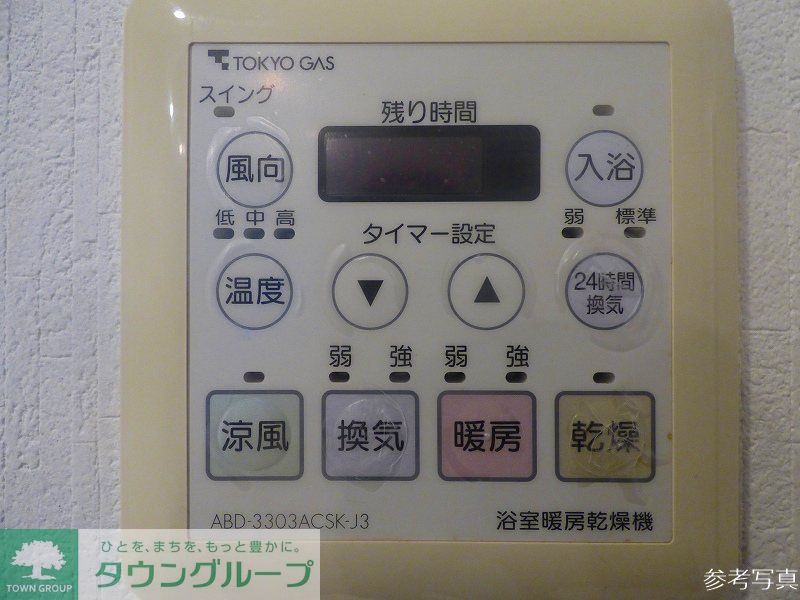 TOKYO GAS
スイング
残り時間
風向
入浴
低 中 高
弱 標準
タイマー設定
温度
▼
▲
24時間
換気
弱 強
弱 強
涼風
換気
暖房
乾燥
ABD-3303ACSK-J3
浴室暖房乾燥機
ひとを、まちを、もっと豊かに。
タウングループ
TOWN GROUP
参考写真